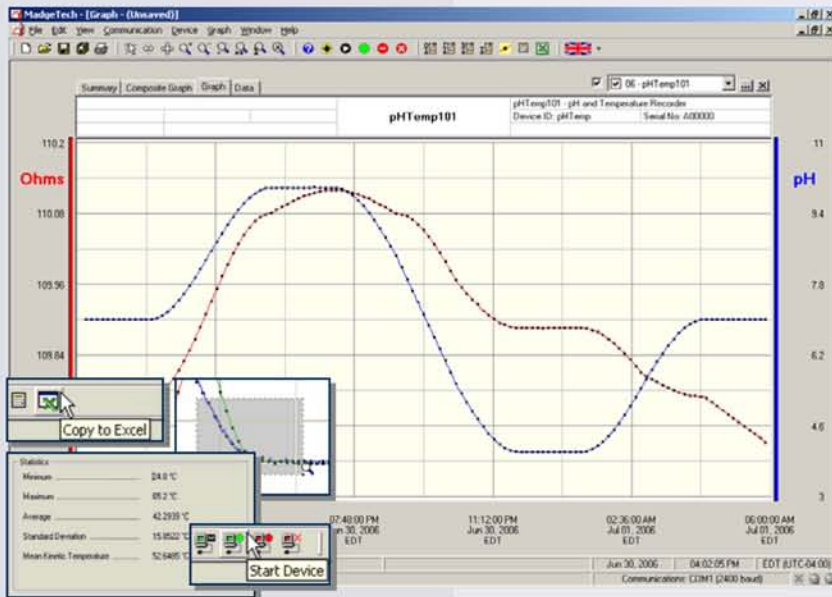 MadgeTech - [Graph - (Unsaved)]
File Edit View Communication Device Graph Window Help
Summary Composite Graph Graph Data
06 - pHTemp101
pHTemp101
pHTemp101 - pH and Temperature Recorder
Device ID: pHTemp Serial No: A00000
110.2 11
Ohms pH
110.08 9.4
109.96 7.8
109.84 6.2
4.6
3
Copy to Excel
Statistics
Minimum 24.0 °C
Maximum 65.2 °C
Average 42.2939 °C
Standard Deviation 15.8522 °C
Mean Kinetic Temperature 52.6485 °C
Start Device
07:48:00 PM 11:12:00 PM 02:36:00 AM 06:00:00 AM
Jun 30, 2006 Jun 30, 2006 Jul 01, 2006 Jul 01, 2006
EDT EDT EDT EDT
Jun 30, 2006 04:02:05 PM EDT (UTC-04:00)
Communications: COM1 (2400 baud)